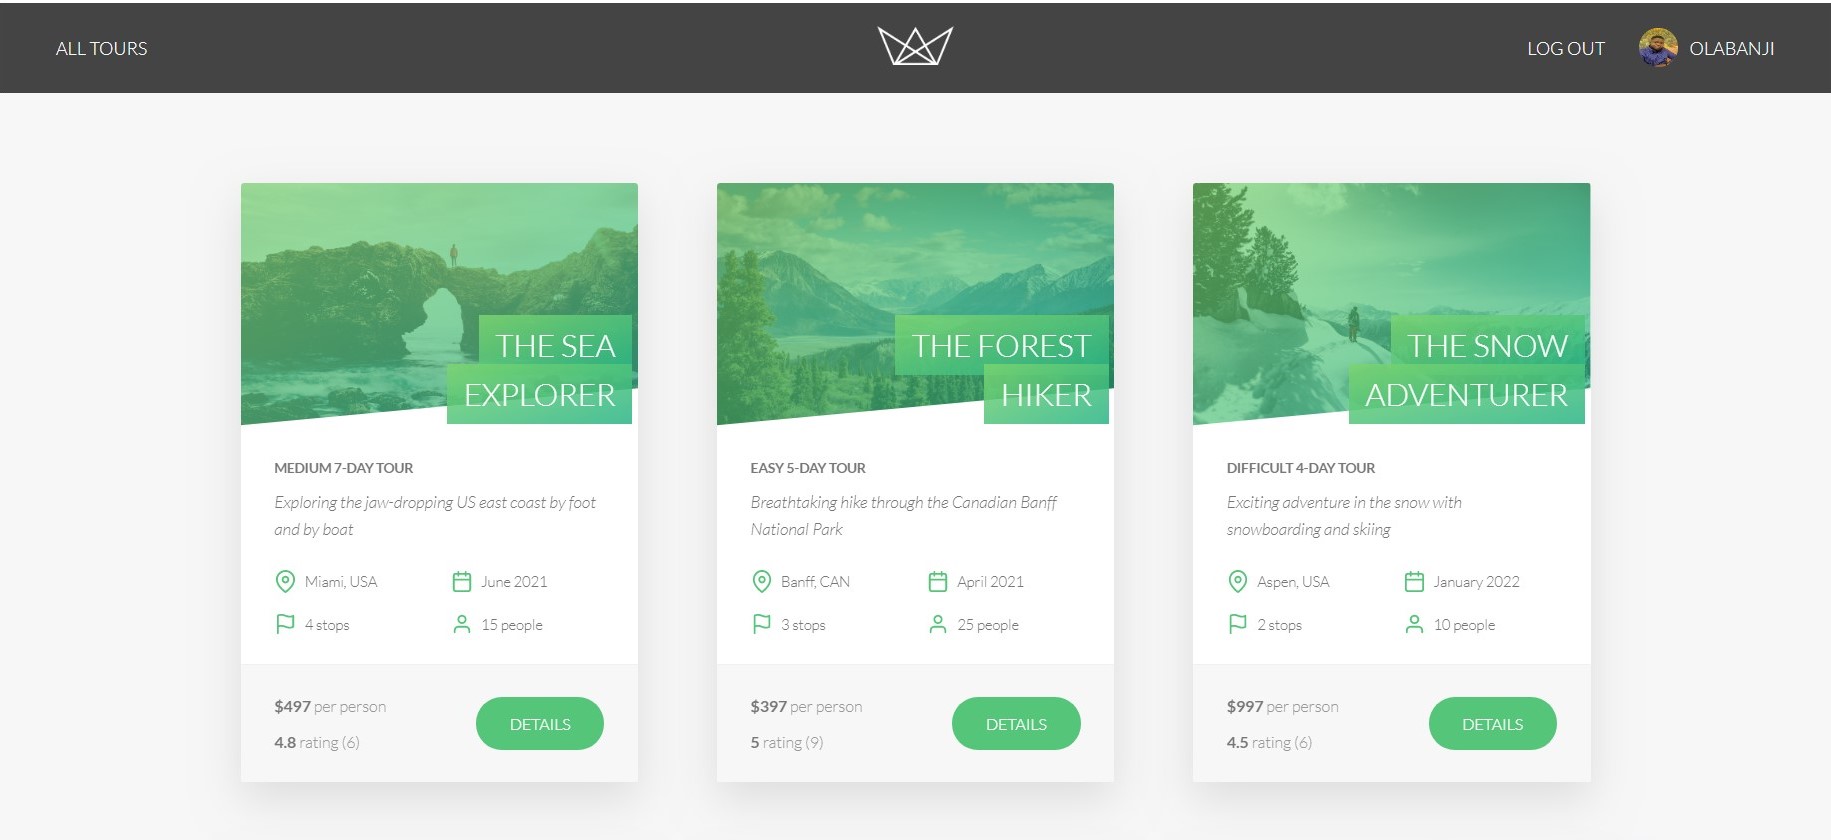 ALL TOURS
LOG OUT
OLABANJI
THE SEA
EXPLORER
MEDIUM 7-DAY TOUR
Exploring the jaw-dropping US east coast by foot
and by boat
Miami, USA
June 2021
4 stops
15 people
$497 per person
4.8 rating (6)
DETAILS
THE FOREST
HIKER
EASY 5-DAY TOUR
Breathtaking hike through the Canadian Banff
National Park
Banff, CAN
April 2021
3 stops
25 people
$397 per person
5 rating (9)
DETAILS
THE SNOW
ADVENTURER
DIFFICULT 4-DAY TOUR
Exciting adventure in the snow with
snowboarding and skiing
Aspen, USA
January 2022
2 stops
10 people
$997 per person
4.5 rating (6)
DETAILS